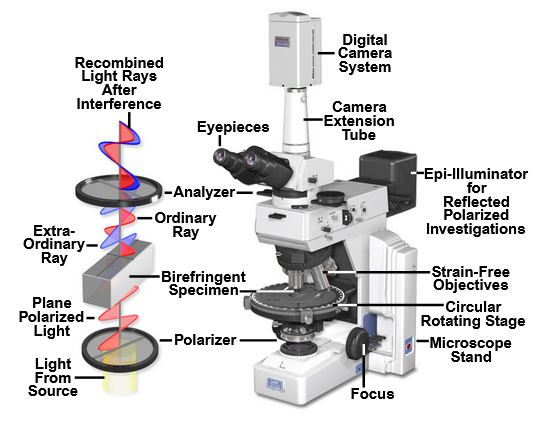 Digital
Camera
System
Recombined
Light Rays
After
Interference
Camera
Extension
Tube
Eyepieces
Epi-Illuminator
for
Reflected
Polarized
Investigations
Analyzer
Ordinary
Ray
Extra-
Ordinary
Ray
Birefringent
Specimen
Strain-Free
Objectives
Plane
Polarized
Light
Circular
Rotating Stage
Polarizer
Microscope
Stand
Light
From
Source
Focus